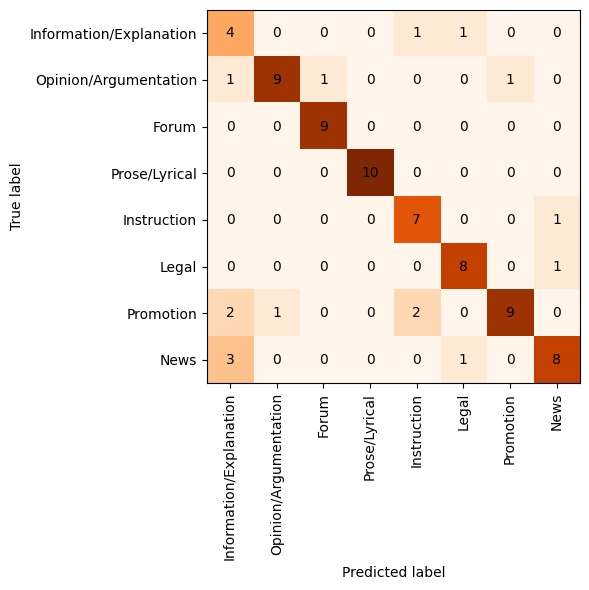 Information/Explanation 4 0 0 0 1 1 0 0
Opinion/Argumentation 1 9 1 0 0 0 1 0
Forum 0 0 9 0 0 0 0 0
Prose/Lyrical 0 0 0 10 0 0 0 0
Instruction 0 0 0 0 7 0 0 1
Legal 0 0 0 0 0 8 0 1
Promotion 2 1 0 0 2 0 9 0
News 3 0 0 0 0 1 0 8
True label
Information/Explanation
Opinion/Argumentation
Forum
Prose/Lyrical
Instruction
Legal
Promotion
News
Predicted label